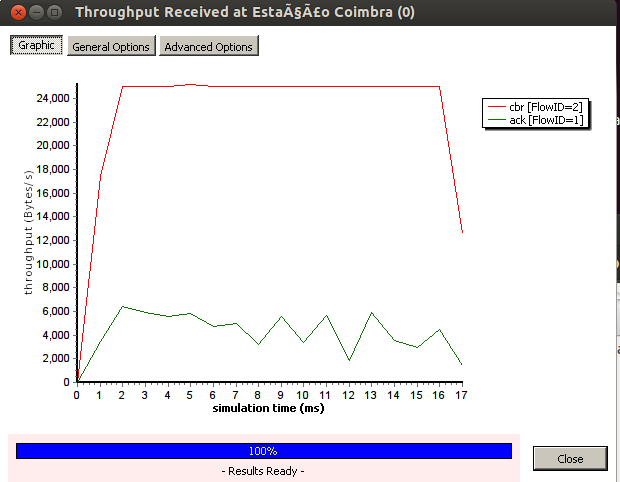 Throughput Received at EstaÃ§Ã£o Coimbra (0)
Graphic General Options Advanced Options
24,000
22,000
20,000
18,000
16,000
14,000
12,000
10,000
8,000
6,000
4,000
2,000
0
throughput (Bytes/s)
cbr [FlowID=2]
ack [FlowID=1]
0 1 2 3 4 5 6 7 8 9 10 11 12 13 14 15 16 17
simulation time (ms)
100%
- Results Ready -
Close